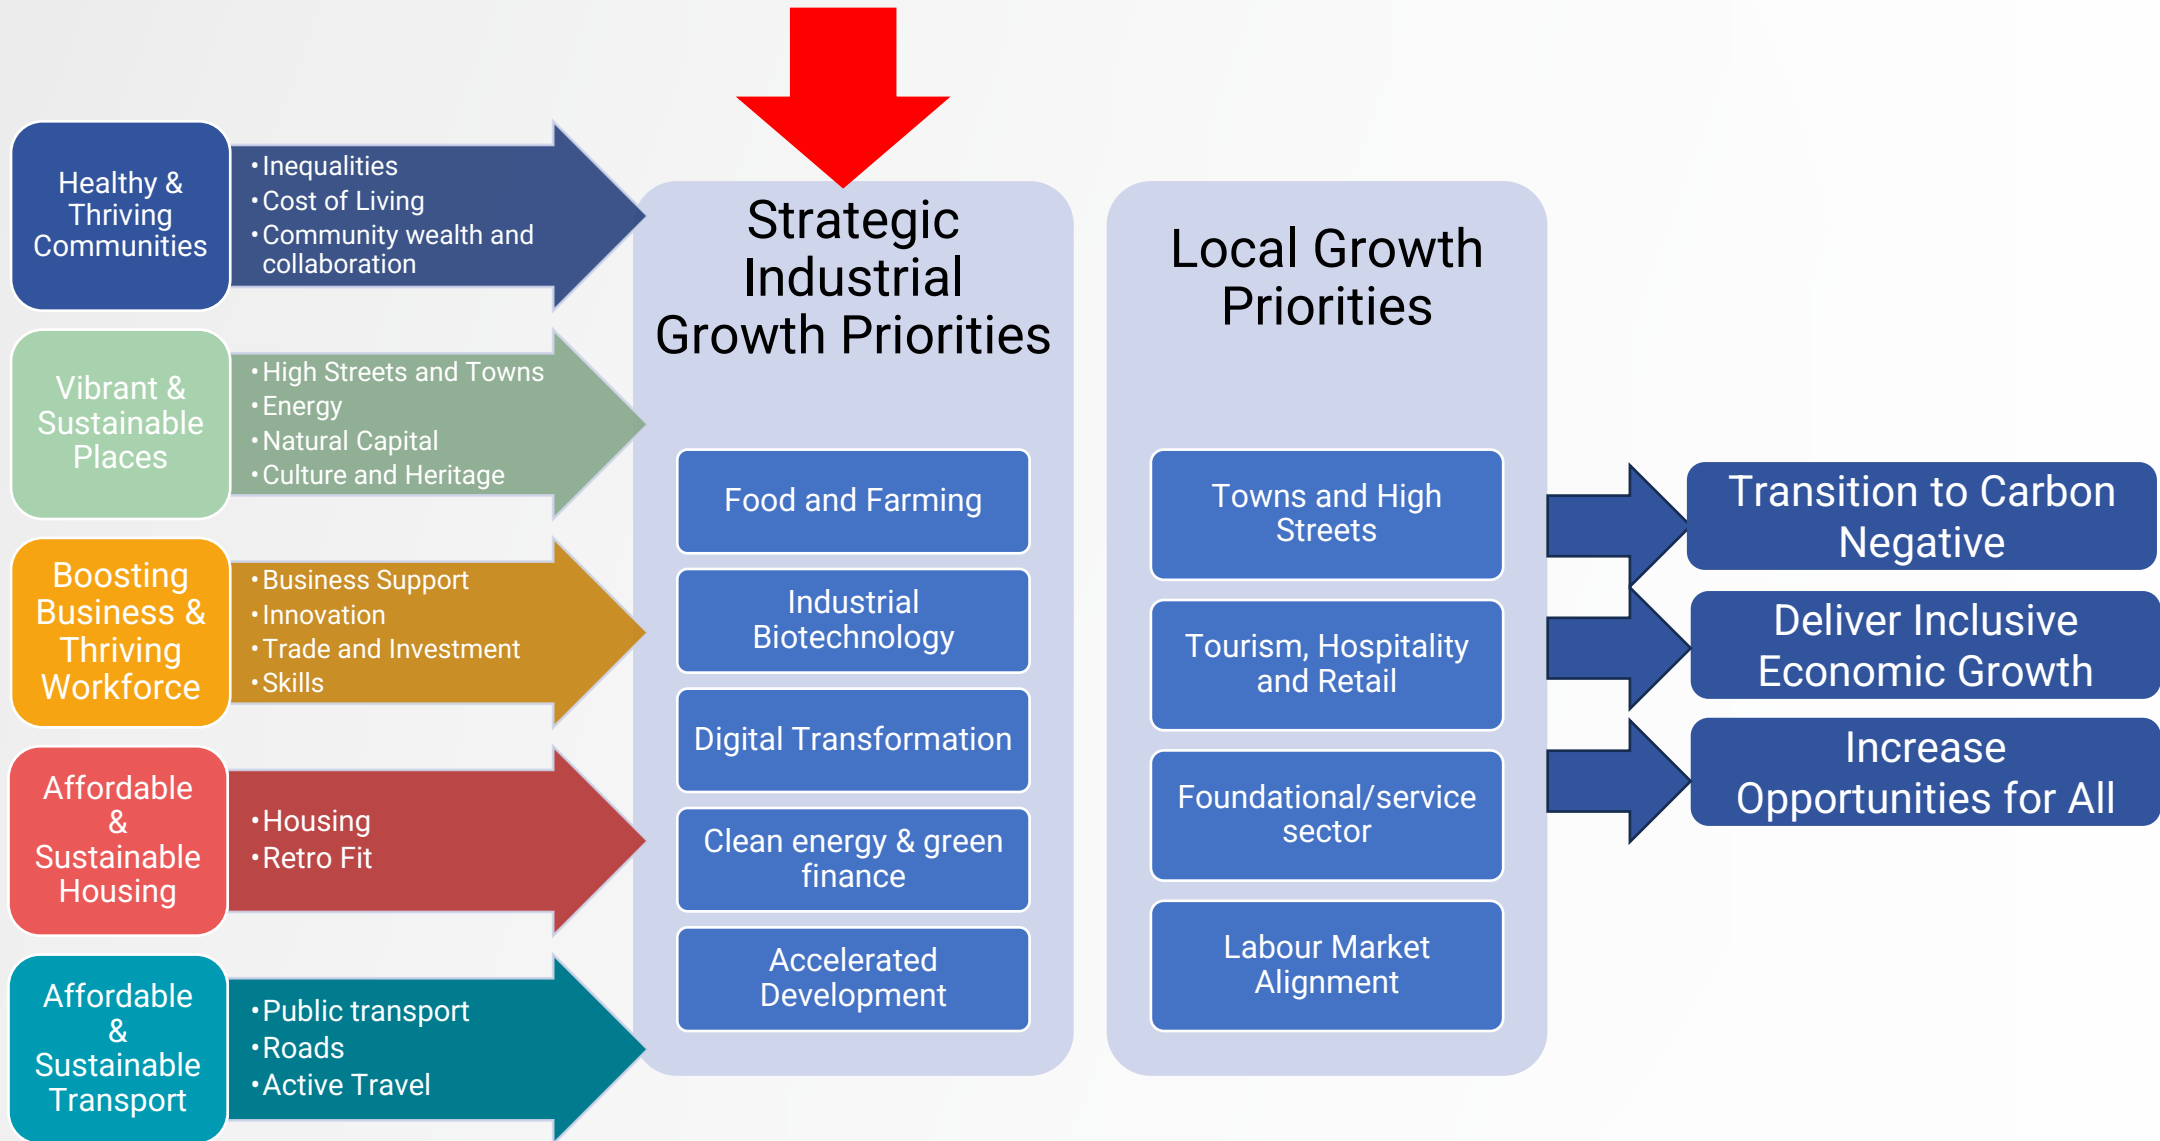 Healthy &
Thriving
Communities
•Inequalities
•Cost of Living
•Community wealth and
collaboration
Vibrant &
Sustainable
Places
•High Streets and Towns
•Energy
•Natural Capital
•Culture and Heritage
Boosting
Business &
Thriving
Workforce
•Business Support
•Innovation
•Trade and Investment
•Skills
Affordable
&
Sustainable
Housing
•Housing
•Retro Fit
Affordable
&
Sustainable
Transport
•Public transport
•Roads
•Active Travel
Strategic
Industrial
Growth Priorities
Food and Farming
Industrial
Biotechnology
Digital Transformation
Clean energy & green
finance
Accelerated
Development
Local Growth
Priorities
Towns and High
Streets
Tourism, Hospitality
and Retail
Foundational/service
sector
Labour Market
Alignment
Transition to Carbon
Negative
Deliver Inclusive
Economic Growth
Increase
Opportunities for All